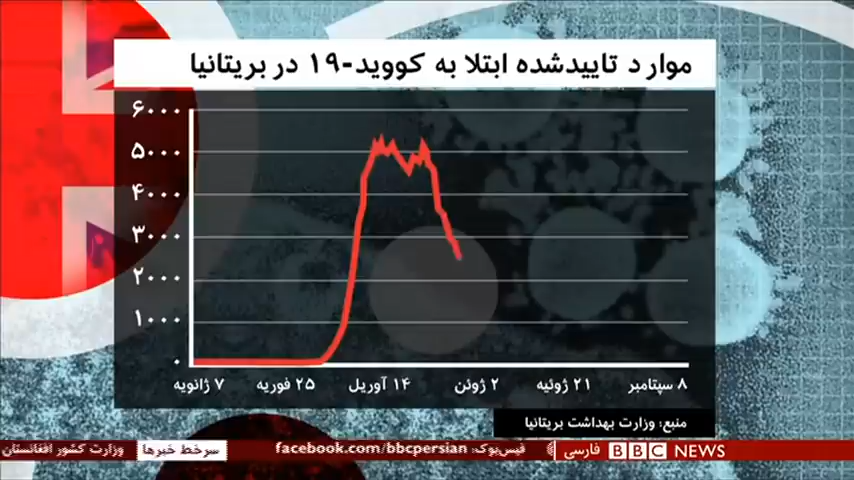 موارد تاییدشده ابتلا به کووید-۱۹ در بریتانیا
۶۰۰۰
۵۰۰۰
۴۰۰۰
۳۰۰۰
۲۰۰۰
۱۰۰۰
۰
۷ ژانویه
۲۵ فوریه
۱۴ آوریل
۲ ژوئن
۲۱ ژوئیه
۸ سپتامبر
منبع: وزارت بهداشت بریتانیا
BBC NEWS فارسی
فیس‌بوک: facebook.com/bbcpersian
سرخط خبرها
وزارت کشور افغانستان